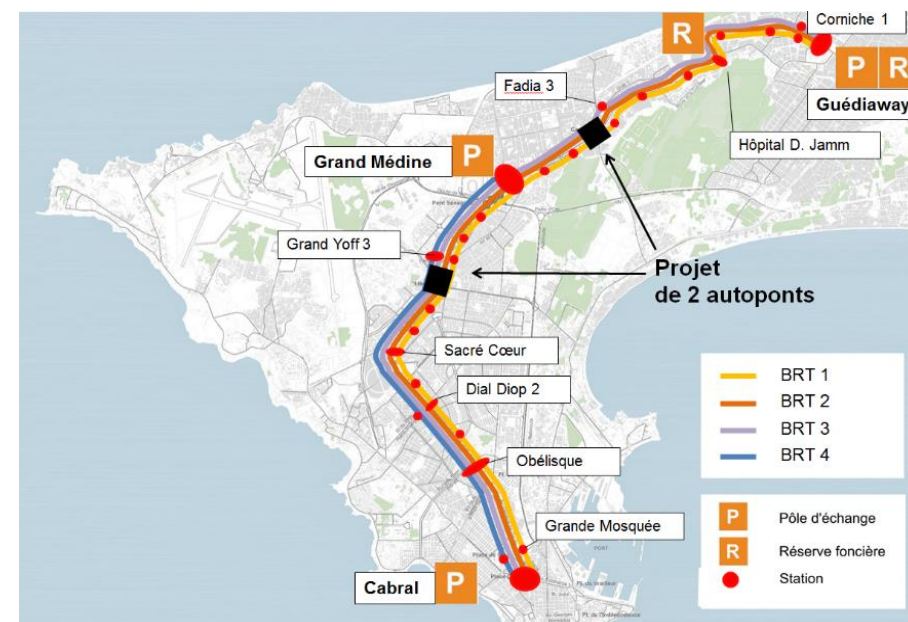 Corniche 1
R
P
R
Guédiaway
Fadia 3
Hôpital D. Jamm
Grand Médine
P
Grand Yoff 3
Projet
de 2 autoponts
Sacré Cœur
Dial Diop 2
Obélisque
Grande Mosquée
Cabral
P
BRT 1
BRT 2
BRT 3
BRT 4
P
Pôle d'échange
R
Réserve foncière
Station